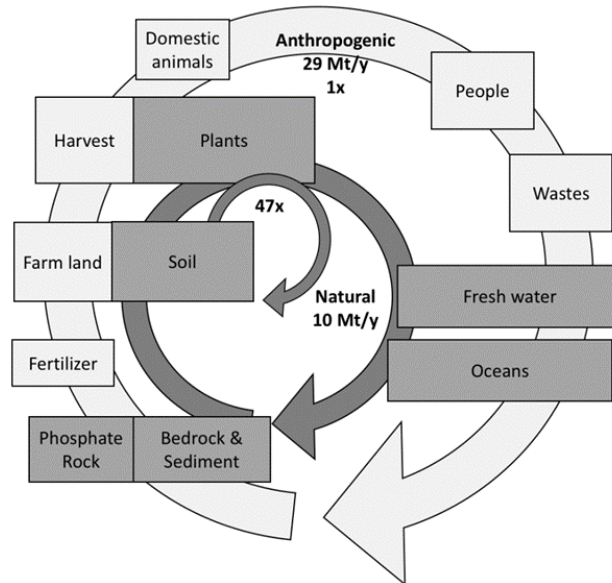 Domestic
animals
Anthropogenic
29 Mt/y
1x
People
Harvest
Plants
Wastes
47x
Farm land
Soil
Natural
10 Mt/y
Fresh water
Fertilizer
Oceans
Phosphate
Rock
Bedrock &
Sediment